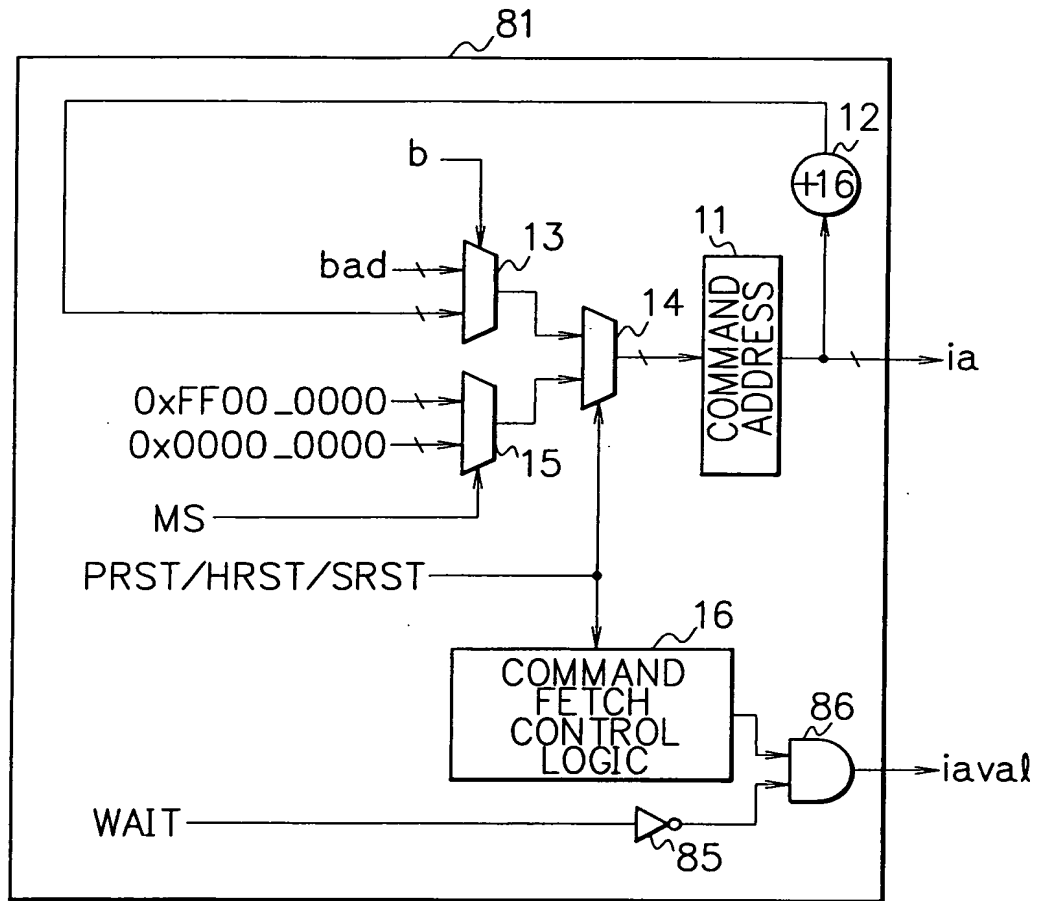 81
12
+16
b
11
13
bad
14
COMMAND
ADDRESS
ia
0xFF00_0000
0x0000_0000
15
MS
PRST/HRST/SRST
16
COMMAND
FETCH
CONTROL
LOGIC
86
iaval
WAIT
85